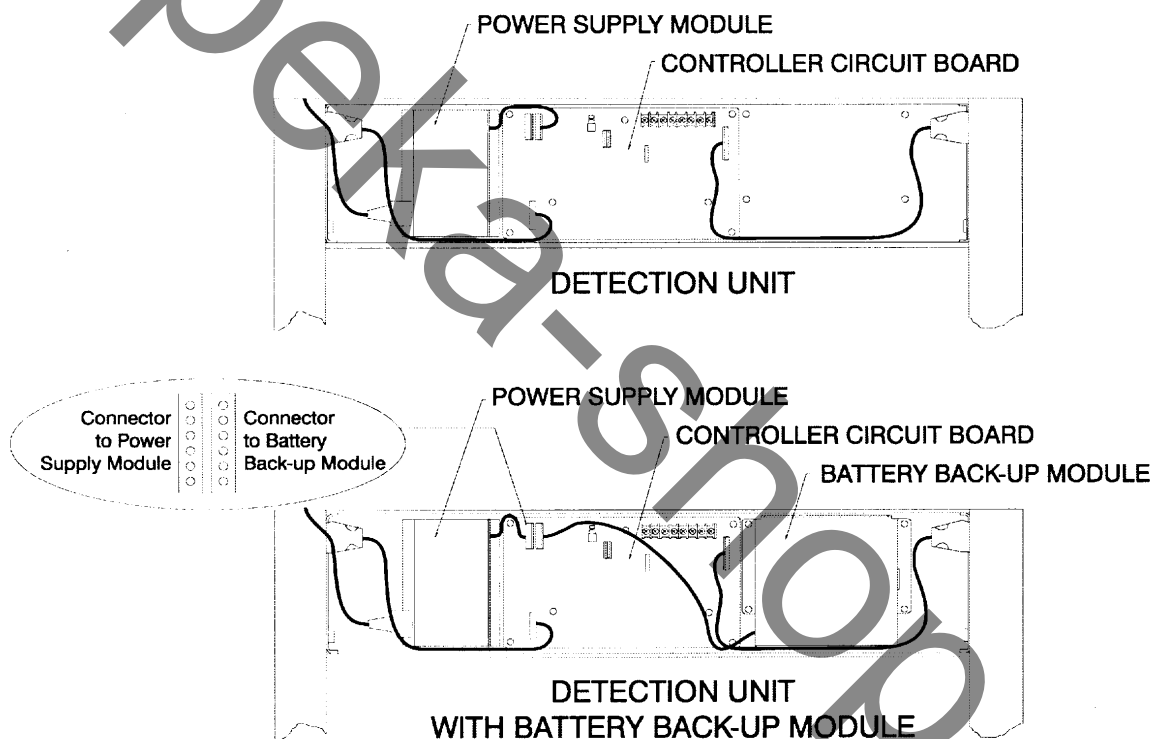 POWER SUPPLY MODULE
CONTROLLER CIRCUIT BOARD
DETECTION UNIT
POWER SUPPLY MODULE
CONTROLLER CIRCUIT BOARD
BATTERY BACK-UP MODULE
Connector
to Power
Supply Module
Connector
to Battery
Back-up Module
DETECTION UNIT
WITH BATTERY BACK-UP MODULE
peka-shop